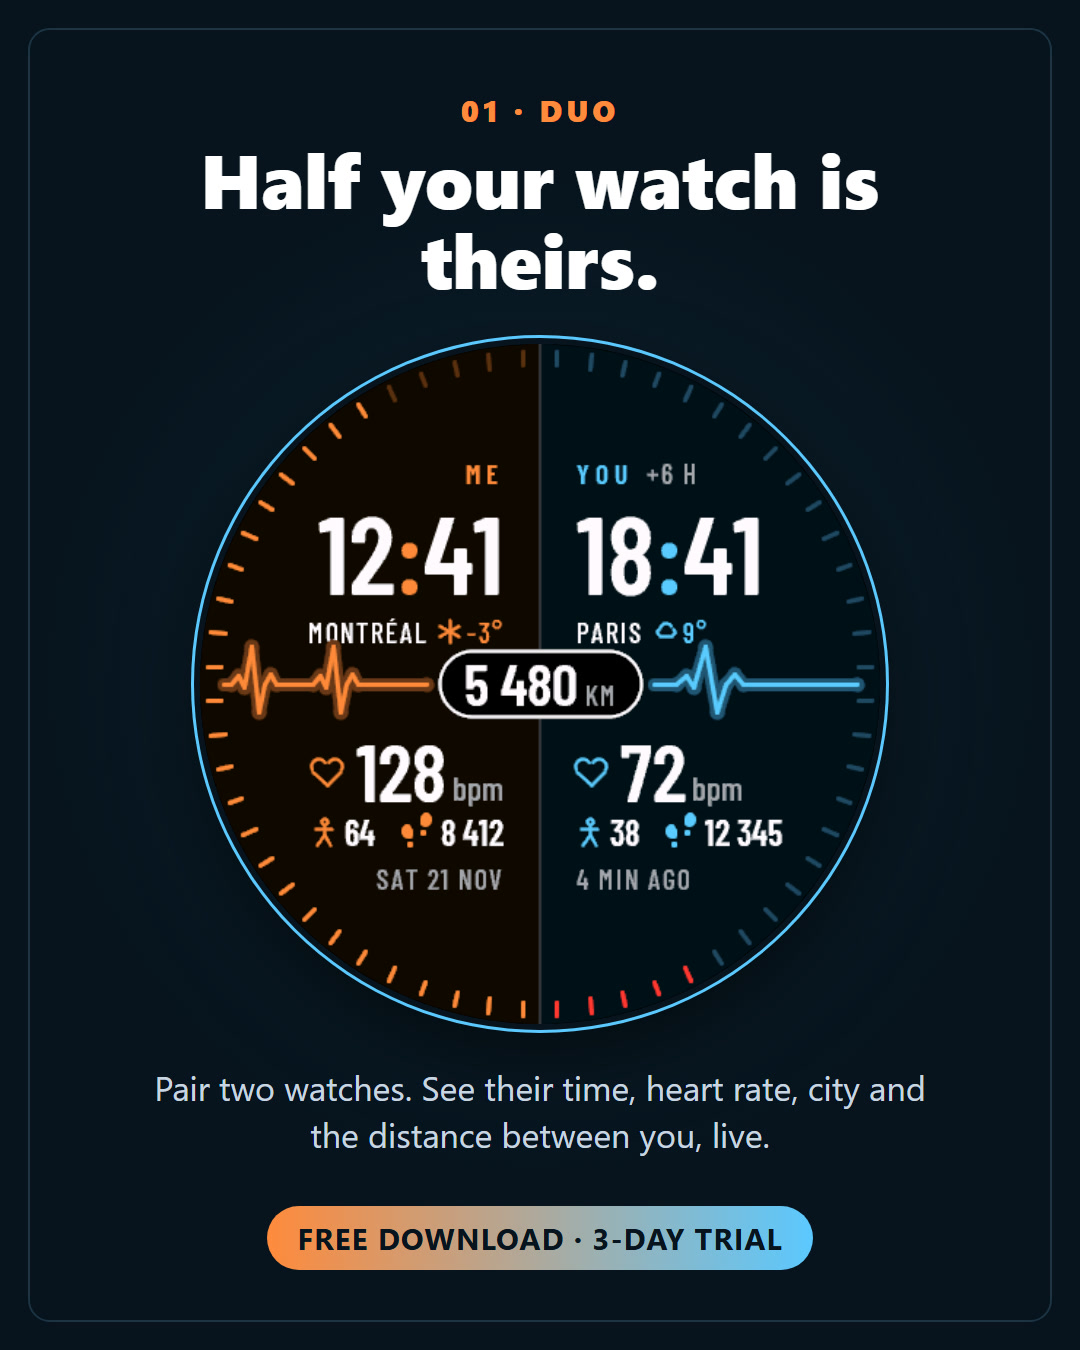 01 · DUO
Half your watch is
theirs.
ME
YOU +6 H
12:41
18:41
MONTRÉAL -3°
PARIS 9°
5 480 KM
128 bpm
72 bpm
64 8 412
38 12 345
SAT 21 NOV
4 MIN AGO
Pair two watches. See their time, heart rate, city and
the distance between you, live.
FREE DOWNLOAD · 3-DAY TRIAL